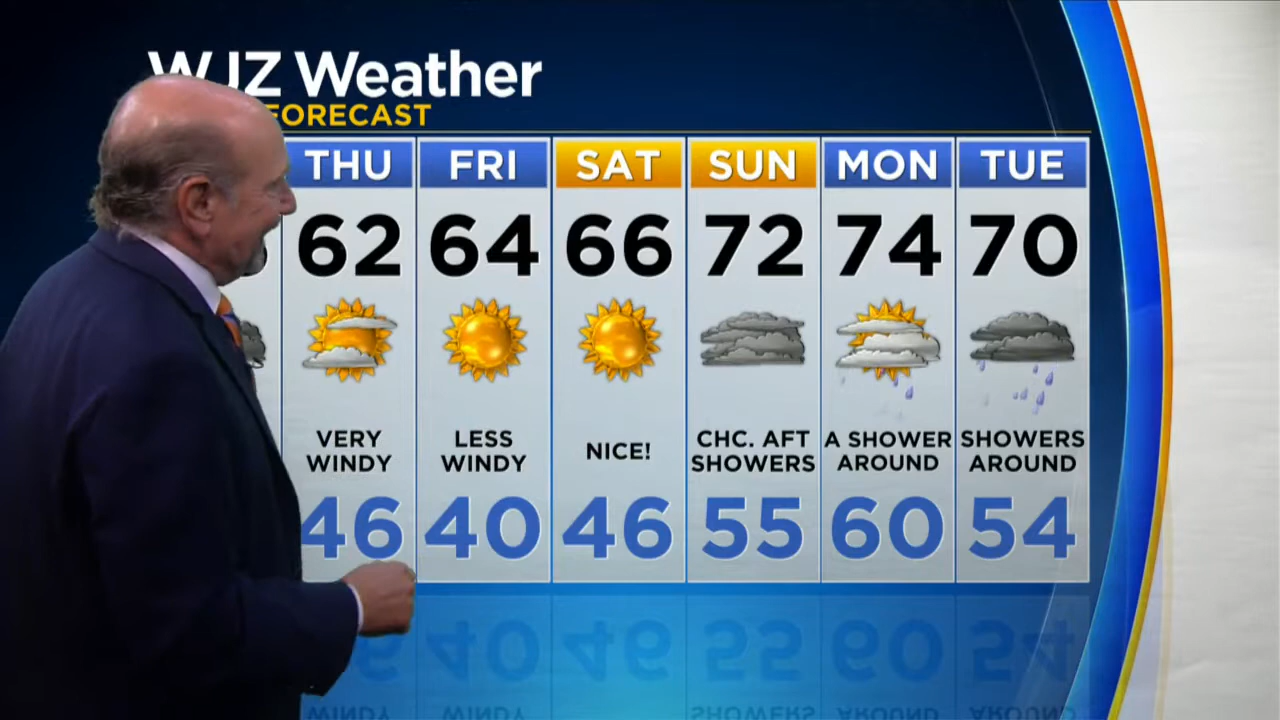 WJZ Weather
FORECAST
THU FRI SAT SUN MON TUE
62 64 66 72 74 70
VERY WINDY
LESS WINDY
NICE!
CHC. AFT SHOWERS
A SHOWER AROUND
SHOWERS AROUND
46 40 46 55 60 54